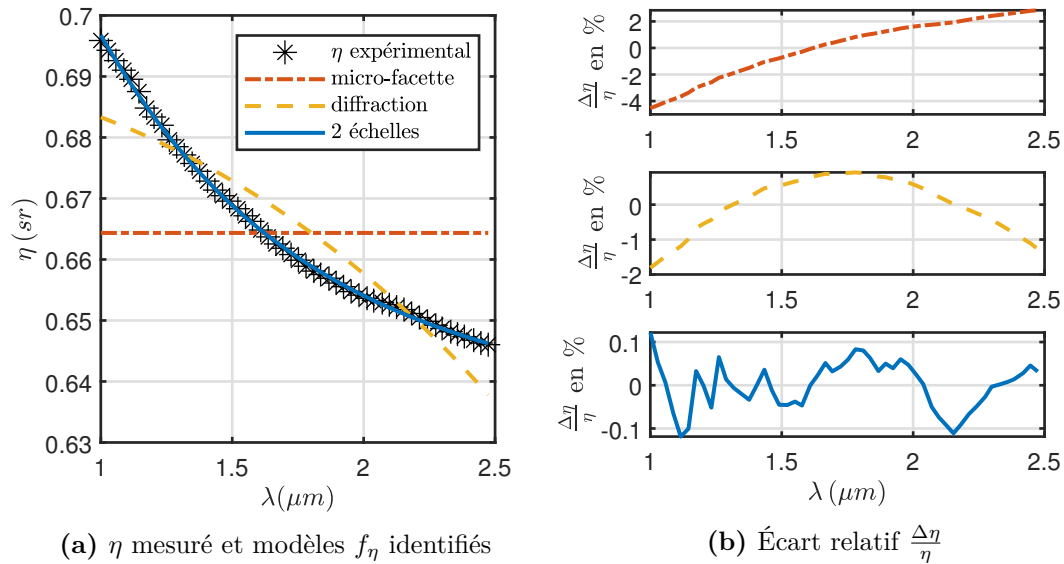 0.7
0.69
0.68
0.67
0.66
0.65
0.64
0.63
η (sr)
1
1.5
2
2.5
λ(μm)
η expérimental
micro-facette
diffraction
2 échelles
(a) η mesuré et modèles fη identifiés
Δη/η en %
2
0
-2
-4
1
1.5
2
2.5
Δη/η en %
0
-1
-2
1
1.5
2
2.5
Δη/η en %
0.1
0
-0.1
1
1.5
2
2.5
λ (μm)
(b) Écart relatif Δη/η